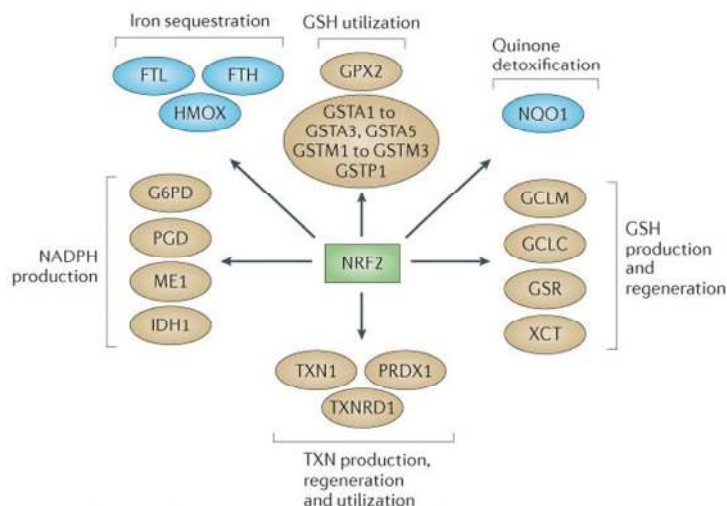 Iron sequestration
FTL
FTH
HMOX
GSH utilization
GPX2
GSTA1 to
GSTA3, GSTA5
GSTM1 to GSTM3
GSTP1
Quinone
detoxification
NQO1
NADPH
production
G6PD
PGD
ME1
IDH1
NRF2
GCLM
GCLC
GSR
XCT
GSH
production
and
regeneration
TXN1
PRDX1
TXNRD1
TXN production,
regeneration
and utilization